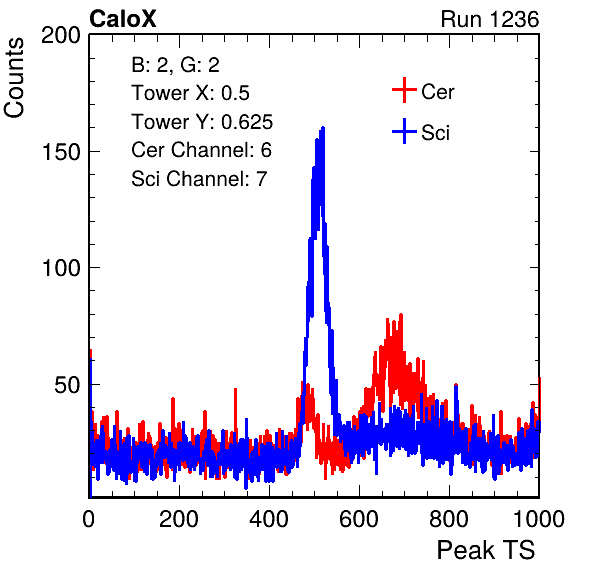 CaloX Run 1236
Counts
200
150
100
50
B: 2, G: 2
Tower X: 0.5
Tower Y: 0.625
Cer Channel: 6
Sci Channel: 7
Cer
Sci
0 200 400 600 800 1000
Peak TS